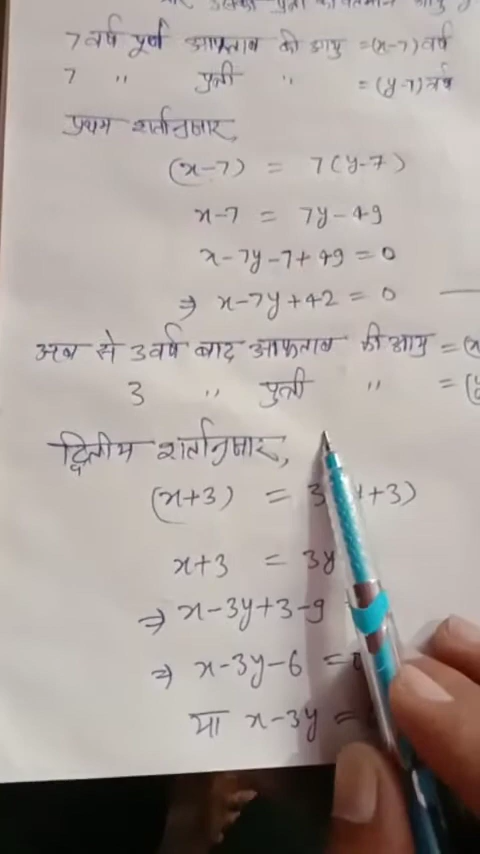 7 वर्ष पूर्व आफताब की आयु = (x-7) वर्ष
7 " पुत्री " = (y-7) वर्ष
प्रथम शर्तानुसार,
(x-7) = 7(y-7)
x-7 = 7y-49
x-7y-7+49 = 0
⇒ x-7y+42 = 0
अब से 3 वर्ष बाद आफताब की आयु = (x
3 " पुत्री " = (y
द्वितीय शर्तानुसार,
(x+3) = 3 +3)
x+3 = 3y
⇒ x-3y+3-9
⇒ x-3y-6 = 0
या x-3y =